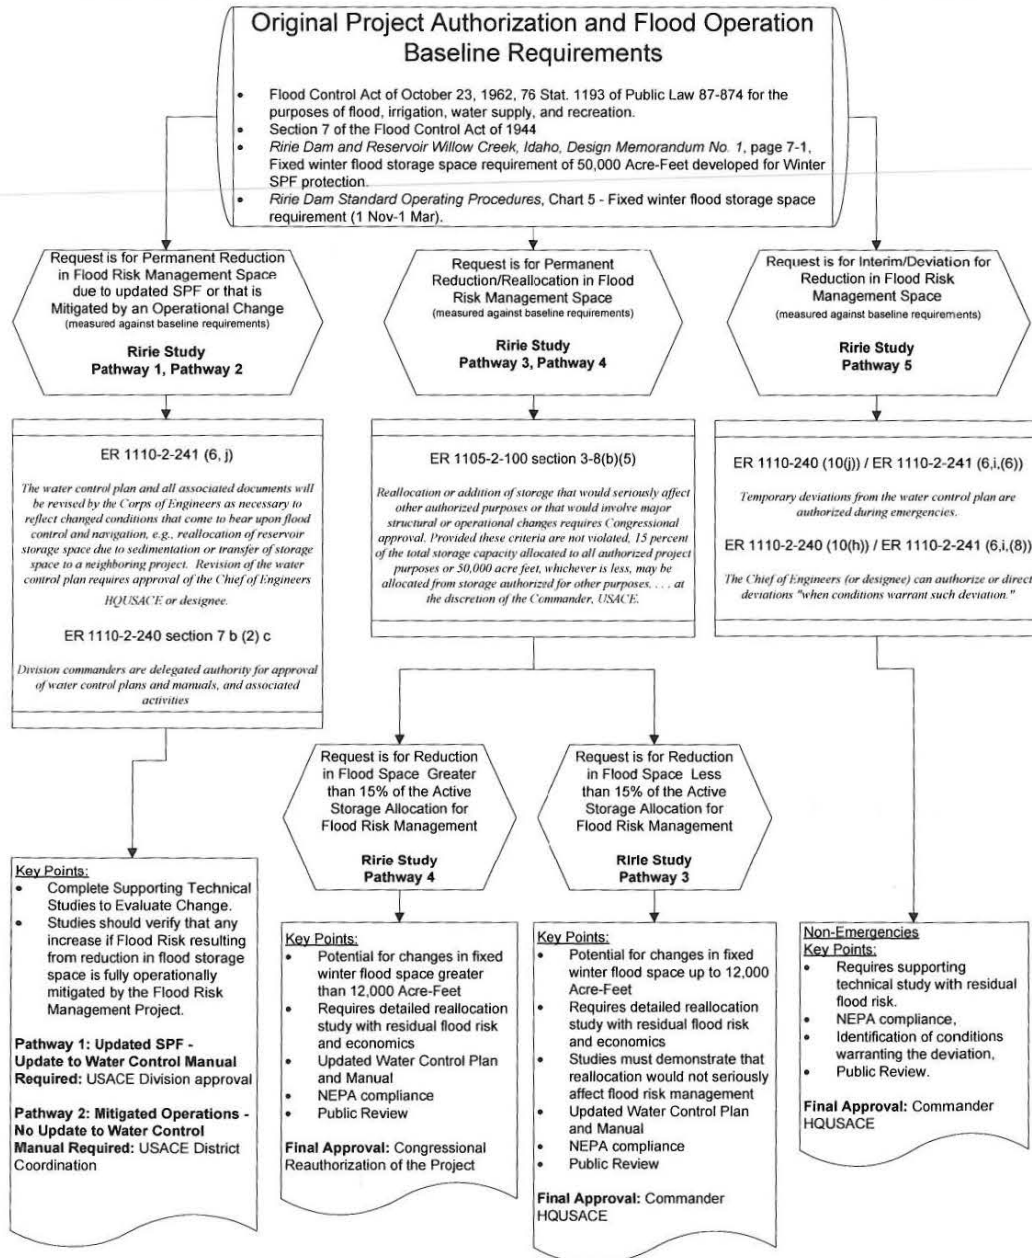 Original Project Authorization and Flood Operation
Baseline Requirements
• Flood Control Act of October 23, 1962, 76 Stat. 1193 of Public Law 87-874 for the
purposes of flood, irrigation, water supply, and recreation.
• Section 7 of the Flood Control Act of 1944
• Ririe Dam and Reservoir Willow Creek, Idaho, Design Memorandum No. 1, page 7-1,
Fixed winter flood storage space requirement of 50,000 Acre-Feet developed for Winter
SPF protection.
• Ririe Dam Standard Operating Procedures, Chart 5 - Fixed winter flood storage space
requirement (1 Nov-1 Mar).
Request is for Permanent Reduction
in Flood Risk Management Space
due to updated SPF or that is
Mitigated by an Operational Change
(measured against baseline requirements)
Ririe Study
Pathway 1, Pathway 2
Request is for Permanent
Reduction/Reallocation in Flood
Risk Management Space
(measured against baseline requirements)
Ririe Study
Pathway 3, Pathway 4
Request is for Interim/Deviation for
Reduction in Flood Risk
Management Space
(measured against baseline requirements)
Ririe Study
Pathway 5
ER 1110-2-241 (6, j)
The water control plan and all associated documents will
be revised by the Corps of Engineers as necessary to
reflect changed conditions that come to bear upon flood
control and navigation, e.g., reallocation of reservoir
storage space due to sedimentation or transfer of storage
space to a neighboring project. Revision of the water
control plan requires approval of the Chief of Engineers
HQUSACE or designee.
ER 1110-2-240 section 7 b (2) c
Division commanders are delegated authority for approval
of water control plans and manuals, and associated
activities
ER 1105-2-100 section 3-8(b)(5)
Reallocation or addition of storage that would seriously affect
other authorized purposes or that would involve major
structural or operational changes requires Congressional
approval. Provided these criteria are not violated, 15 percent
of the total storage capacity allocated to all authorized project
purposes or 50,000 acre feet, whichever is less, may be
allocated from storage authorized for other purposes. . . . at
the discretion of the Commander, USACE.
ER 1110-240 (10(j)) / ER 1110-2-241 (6,i,(6))
Temporary deviations from the water control plan are
authorized during emergencies.
ER 1110-2-240 (10(h)) / ER 1110-2-241 (6,i,(8))
The Chief of Engineers (or designee) can authorize or direct
deviations "when conditions warrant such deviation."
Request is for Reduction
in Flood Space Greater
than 15% of the Active
Storage Allocation for
Flood Risk Management
Ririe Study
Pathway 4
Request is for Reduction
in Flood Space Less
than 15% of the Active
Storage Allocation for
Flood Risk Management
Ririe Study
Pathway 3
Key Points:
• Complete Supporting Technical
Studies to Evaluate Change.
• Studies should verify that any
increase if Flood Risk resulting
from reduction in flood storage
space is fully operationally
mitigated by the Flood Risk
Management Project.
Pathway 1: Updated SPF -
Update to Water Control Manual
Required: USACE Division approval
Pathway 2: Mitigated Operations -
No Update to Water Control
Manual Required: USACE District
Coordination
Key Points:
• Potential for changes in fixed
winter flood space greater
than 12,000 Acre-Feet
• Requires detailed reallocation
study with residual flood risk
and economics
• Updated Water Control Plan
and Manual
• NEPA compliance
• Public Review
Final Approval: Congressional
Reauthorization of the Project
Key Points:
• Potential for changes in fixed
winter flood space up to 12,000
Acre-Feet
• Requires detailed reallocation
study with residual flood risk
and economics
• Studies must demonstrate that
reallocation would not seriously
affect flood risk management
• Updated Water Control Plan
and Manual
• NEPA compliance
• Public Review
Final Approval: Commander
HQUSACE
Non-Emergencies
Key Points:
• Requires supporting
technical study with residual
flood risk.
• NEPA compliance,
• Identification of conditions
warranting the deviation,
• Public Review.
Final Approval: Commander
HQUSACE